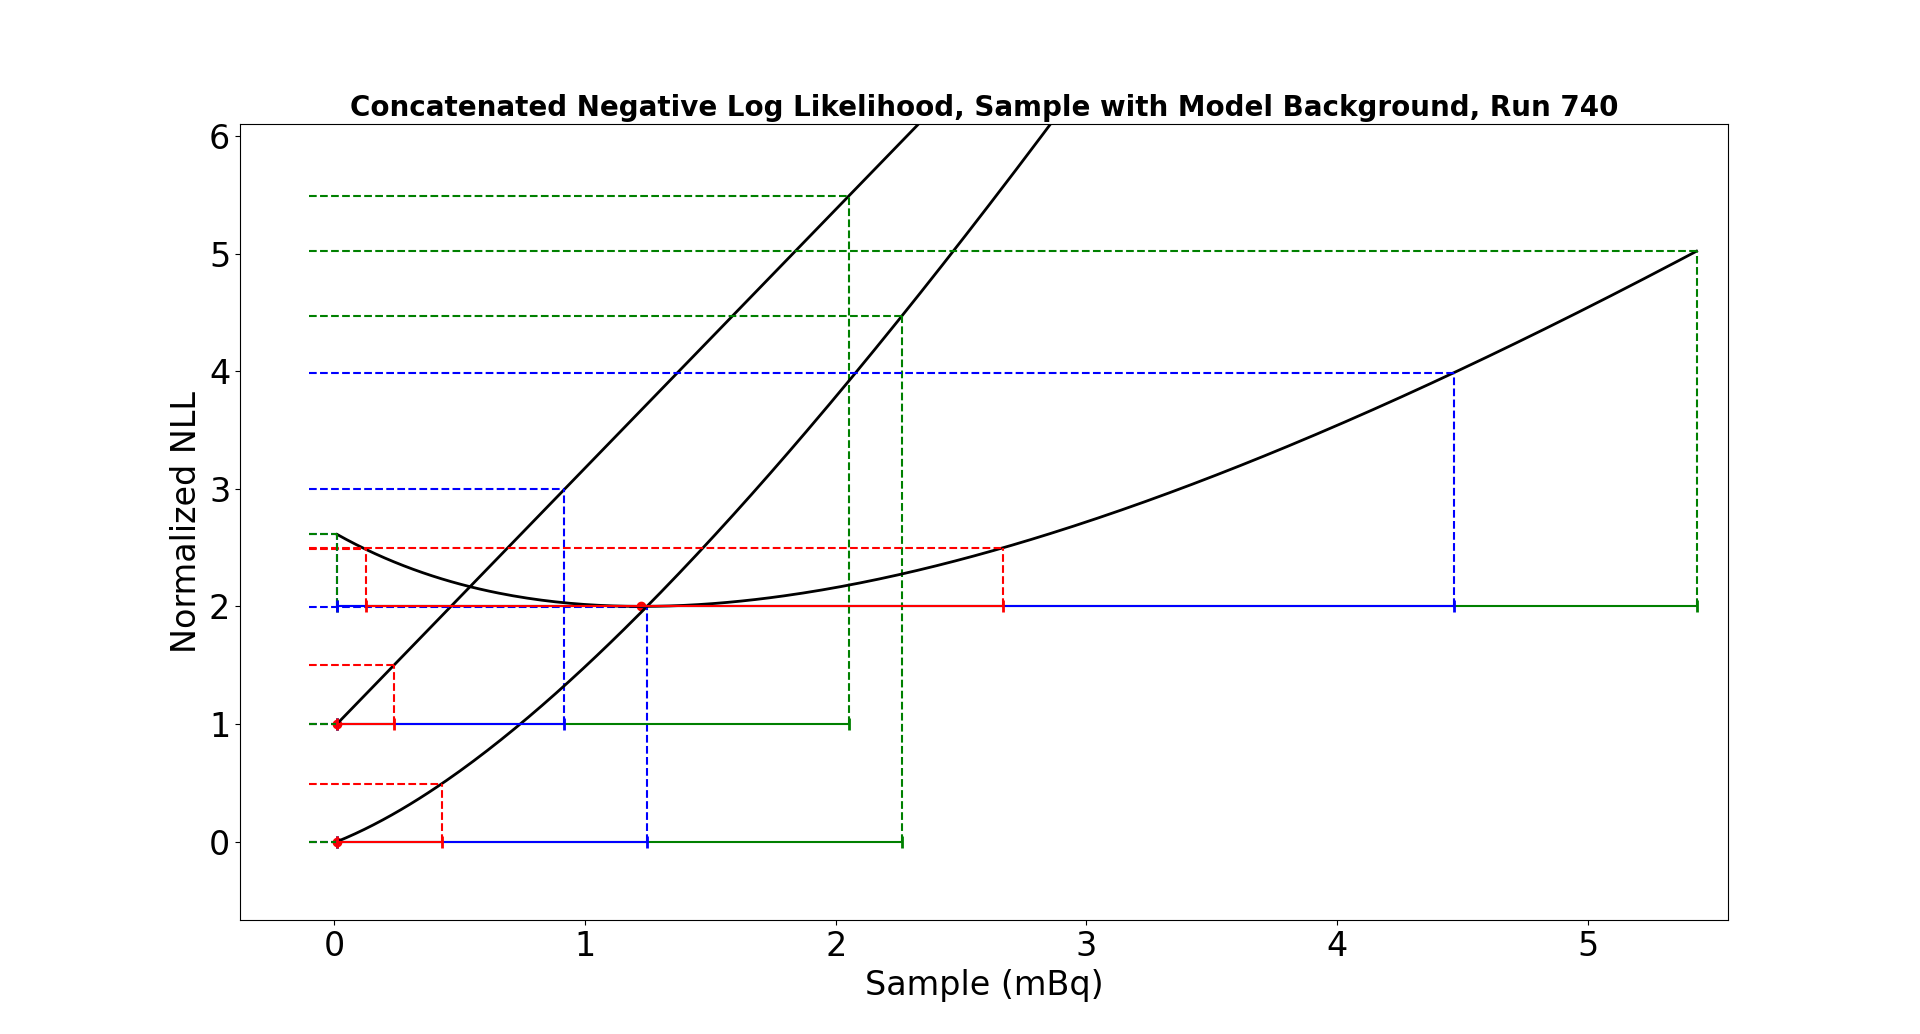 Concatenated Negative Log Likelihood, Sample with Model Background, Run 740
Normalized NLL
6
5
4
3
2
1
0
0 1 2 3 4 5
Sample (mBq)